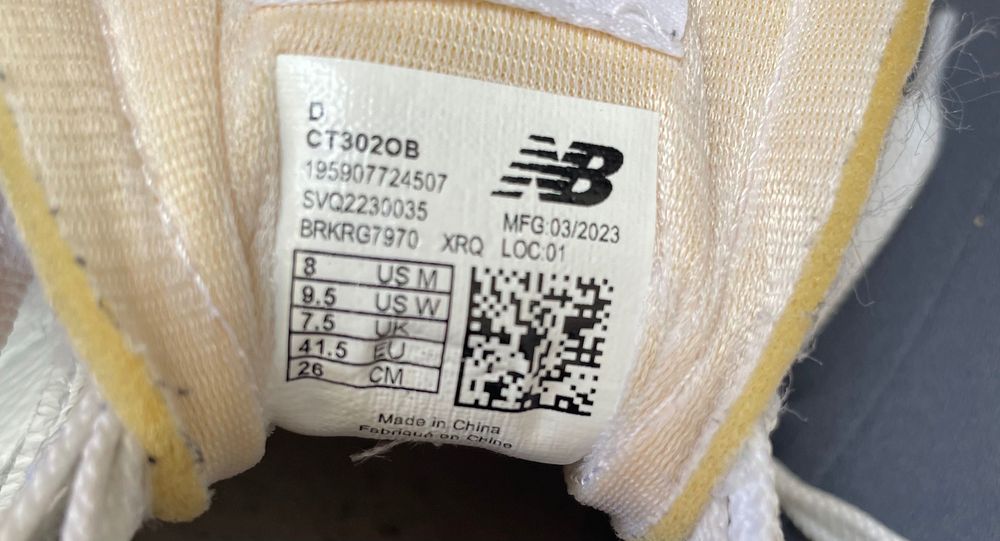 D
CT302OB
195907724507
SVQ2230035
BRKRG7970 XRQ LOC:01
NB
MFG:03/2023
8 US M
9.5 US W
7.5 UK
41.5 EU
26 CM
Made in China
Fabriqué en Chine